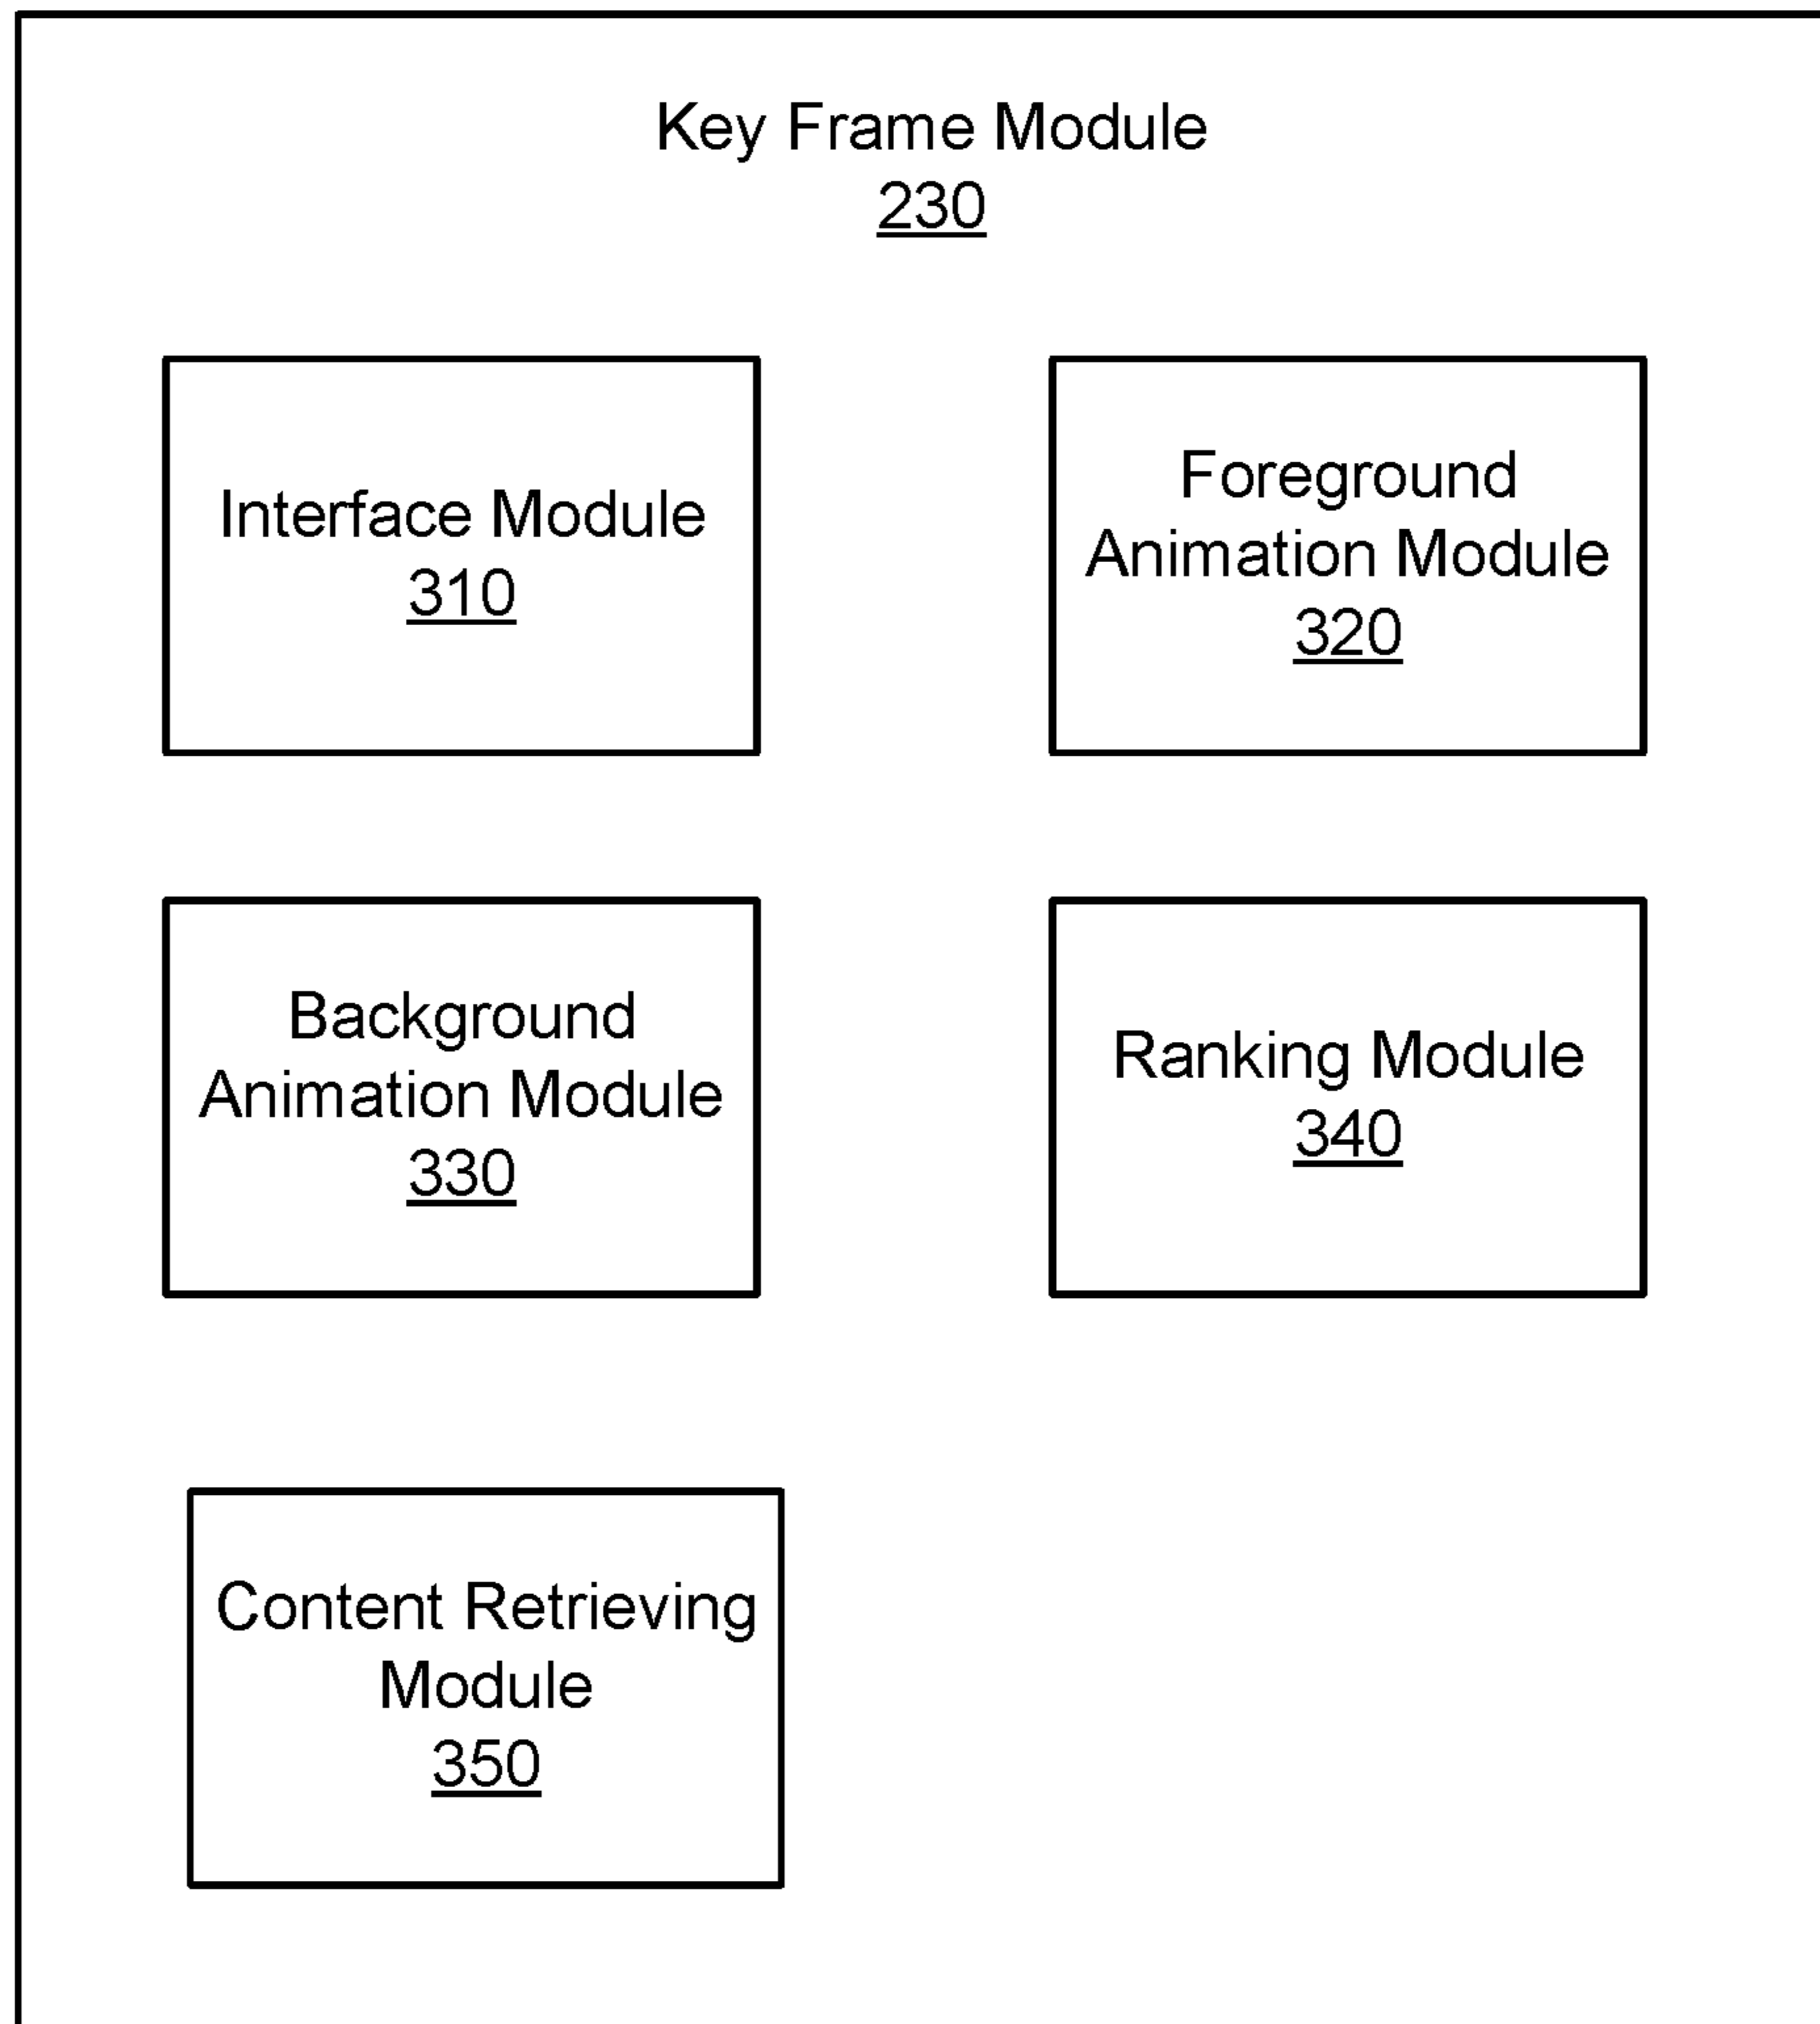 Key Frame Module
230
Interface Module
310
Foreground
Animation Module
320
Background
Animation Module
330
Ranking Module
340
Content Retrieving
Module
350